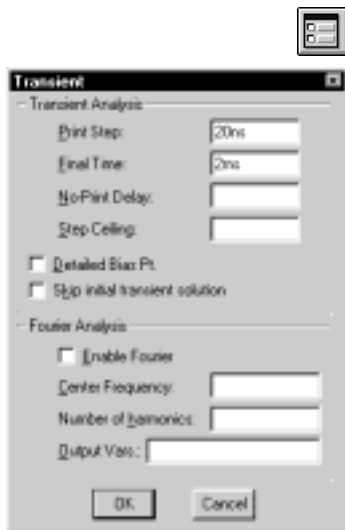 Transient
Transient Analysis
Print Step: 20ns
Final Time: 2ms
No-Print Delay:
Step Ceiling:
Detailed Bias Pt.
Skip initial transient solution
Fourier Analysis
Enable Fourier
Center Frequency:
Number of harmonics:
Output Vars.:
OK Cancel